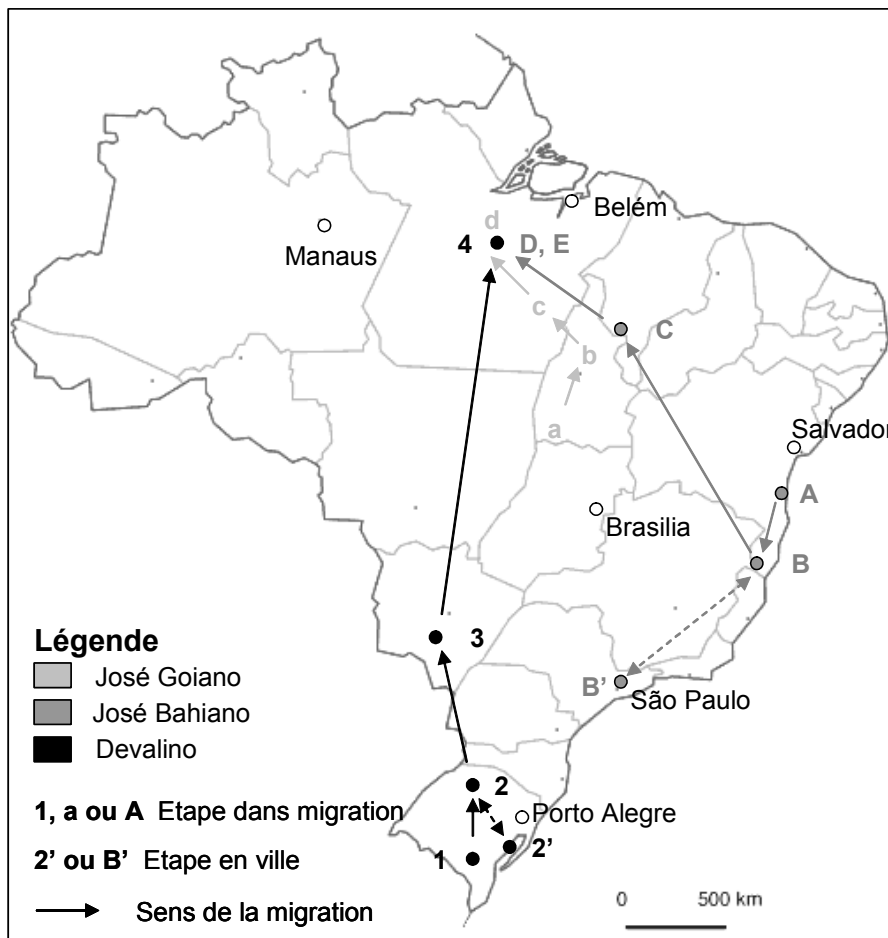 Belém
d
4 D, E
Manaus
c
C
b
Salvador
a
A
Brasilia
B
3
Légende
José Goiano
B’ São Paulo
José Bahiano
Devalino
2
1, a ou A Etape dans migration
Porto Alegre
2’ ou B’ Etape en ville
1 2’
Sens de la migration
0 500 km